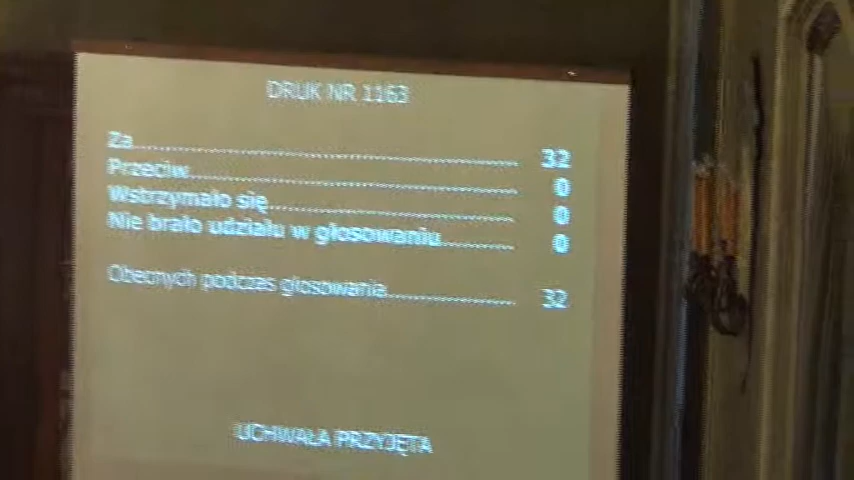 DRUK NR 1163
Za 32
Przeciw 0
Wstrzymało się 0
Nie brało udziału w głosowaniu 0
Obecnych podczas głosowania 32
UCHWAŁA PRZYJĘTA